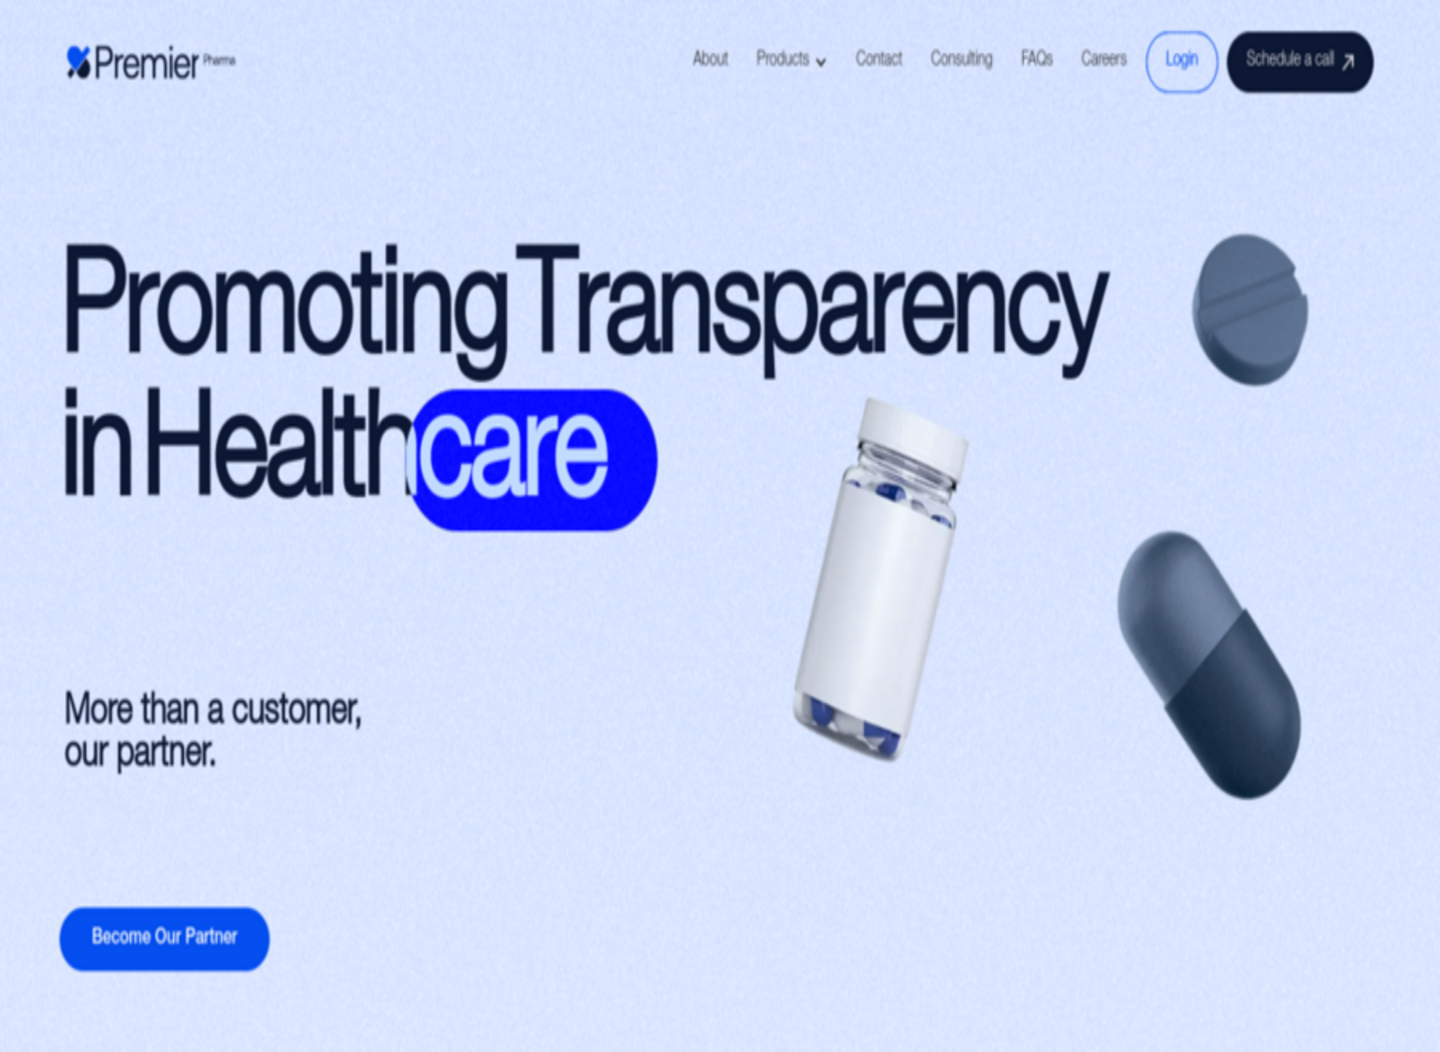 Premier Pharma
About Products Contact Consulting FAQs Careers Login Schedule a call
Promoting Transparency
in Healthcare
More than a customer,
our partner.
Become Our Partner